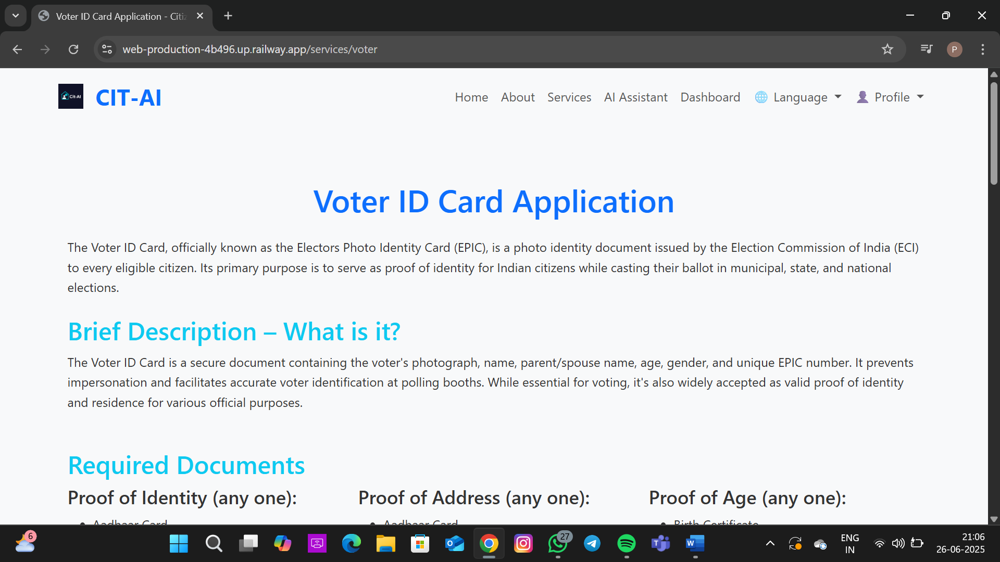 Voter ID Card Application - Citiz
web-production-4b496.up.railway.app/services/voter
P
Cit-AI
CIT-AI
Home About Services AI Assistant Dashboard Language Profile
Voter ID Card Application
The Voter ID Card, officially known as the Electors Photo Identity Card (EPIC), is a photo identity document issued by the Election Commission of India (ECI)
to every eligible citizen. Its primary purpose is to serve as proof of identity for Indian citizens while casting their ballot in municipal, state, and national
elections.
Brief Description – What is it?
The Voter ID Card is a secure document containing the voter's photograph, name, parent/spouse name, age, gender, and unique EPIC number. It prevents
impersonation and facilitates accurate voter identification at polling booths. While essential for voting, it's also widely accepted as valid proof of identity
and residence for various official purposes.
Required Documents
Proof of Identity (any one): Proof of Address (any one): Proof of Age (any one):
Aadhaar Card Aadhaar Card Birth Certificate
6
27
ENG
IN
21:06
26-06-2025